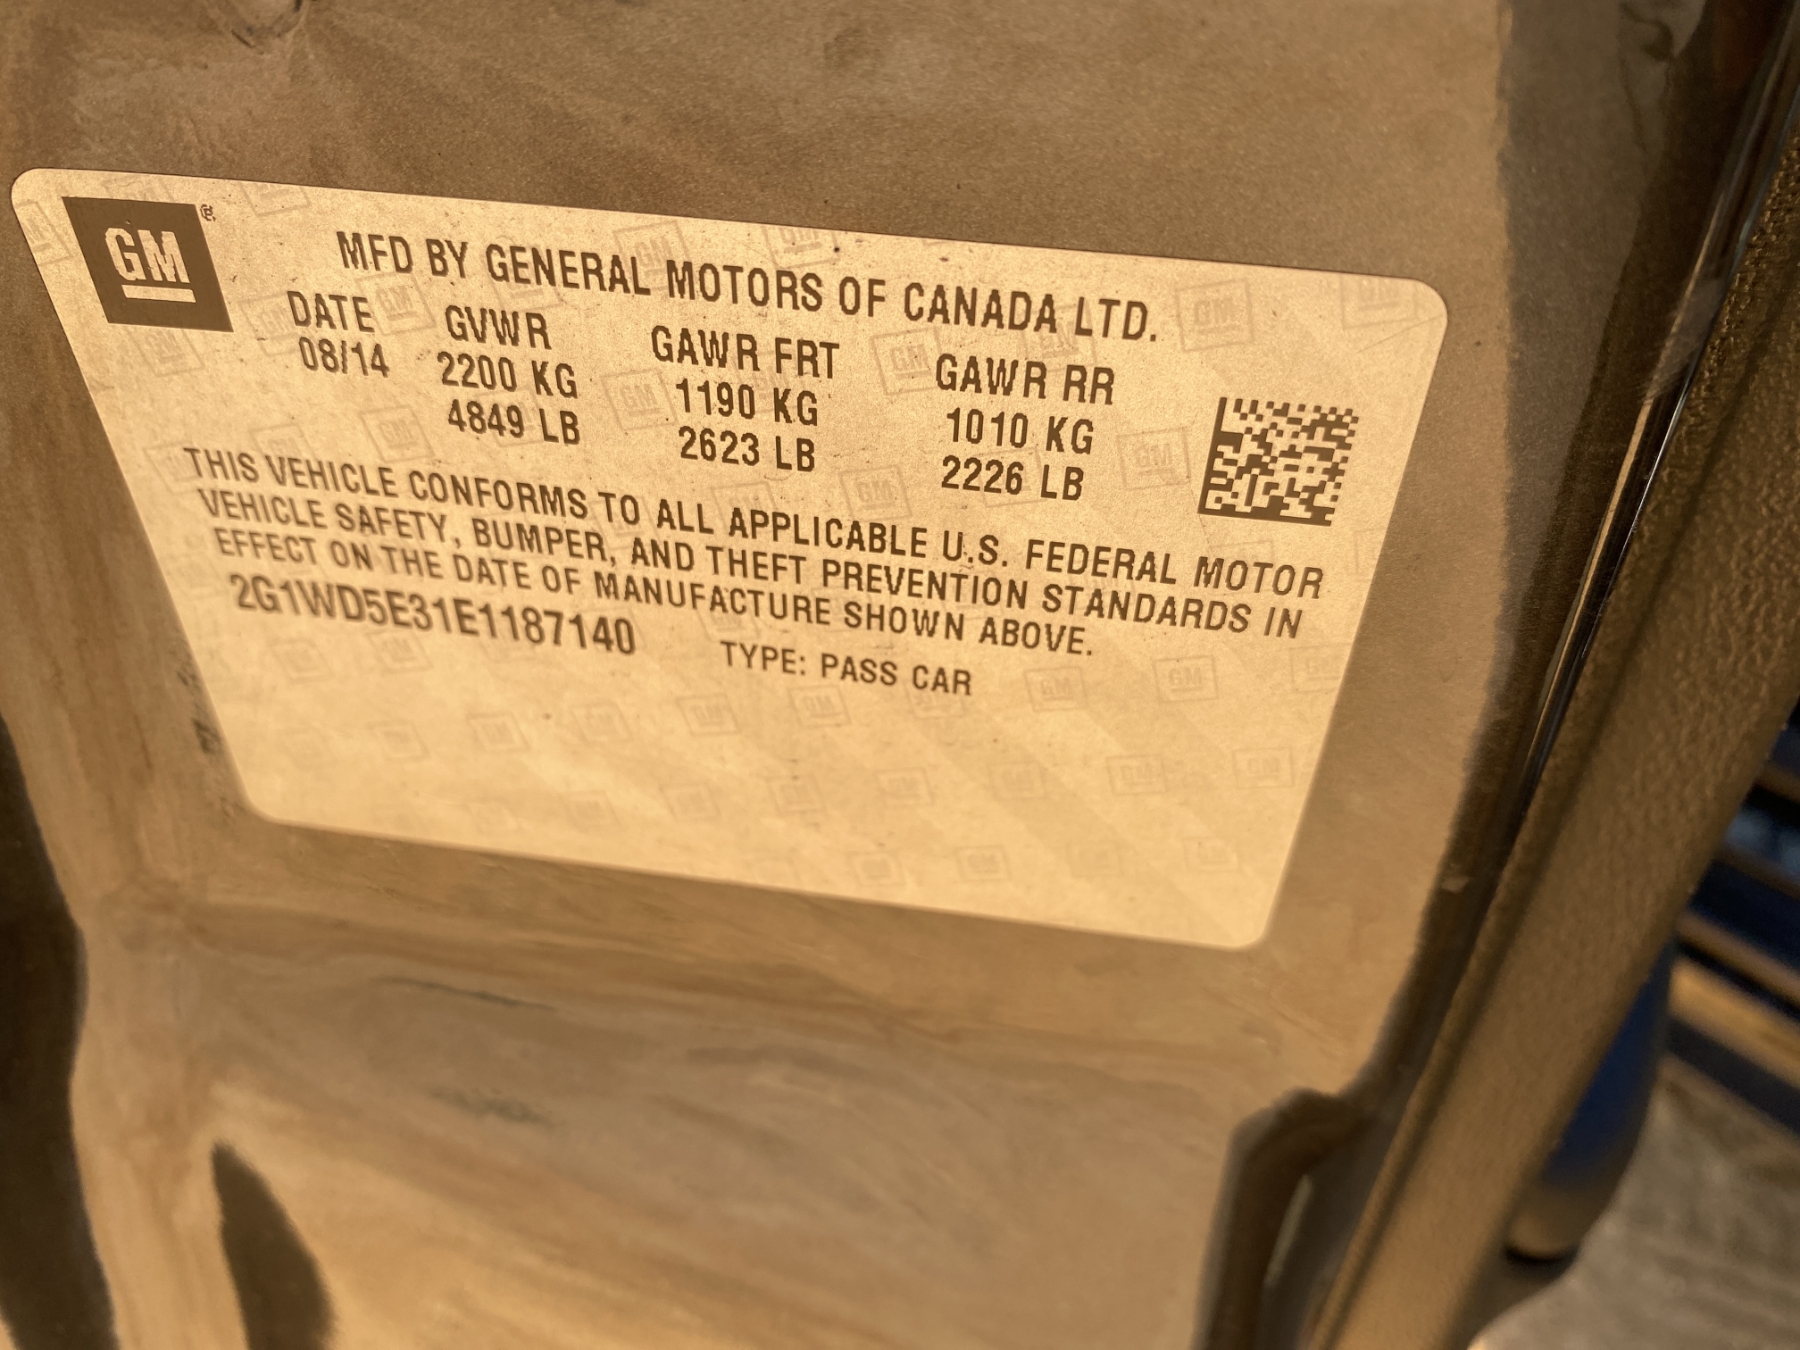 GM
MFD BY GENERAL MOTORS OF CANADA LTD.
DATE GVWR GAWR FRT GAWR RR
08/14 2200 KG 1190 KG 1010 KG
4849 LB 2623 LB 2226 LB
THIS VEHICLE CONFORMS TO ALL APPLICABLE U.S. FEDERAL MOTOR
VEHICLE SAFETY, BUMPER, AND THEFT PREVENTION STANDARDS IN
EFFECT ON THE DATE OF MANUFACTURE SHOWN ABOVE.
2G1WD5E31E1187140 TYPE: PASS CAR